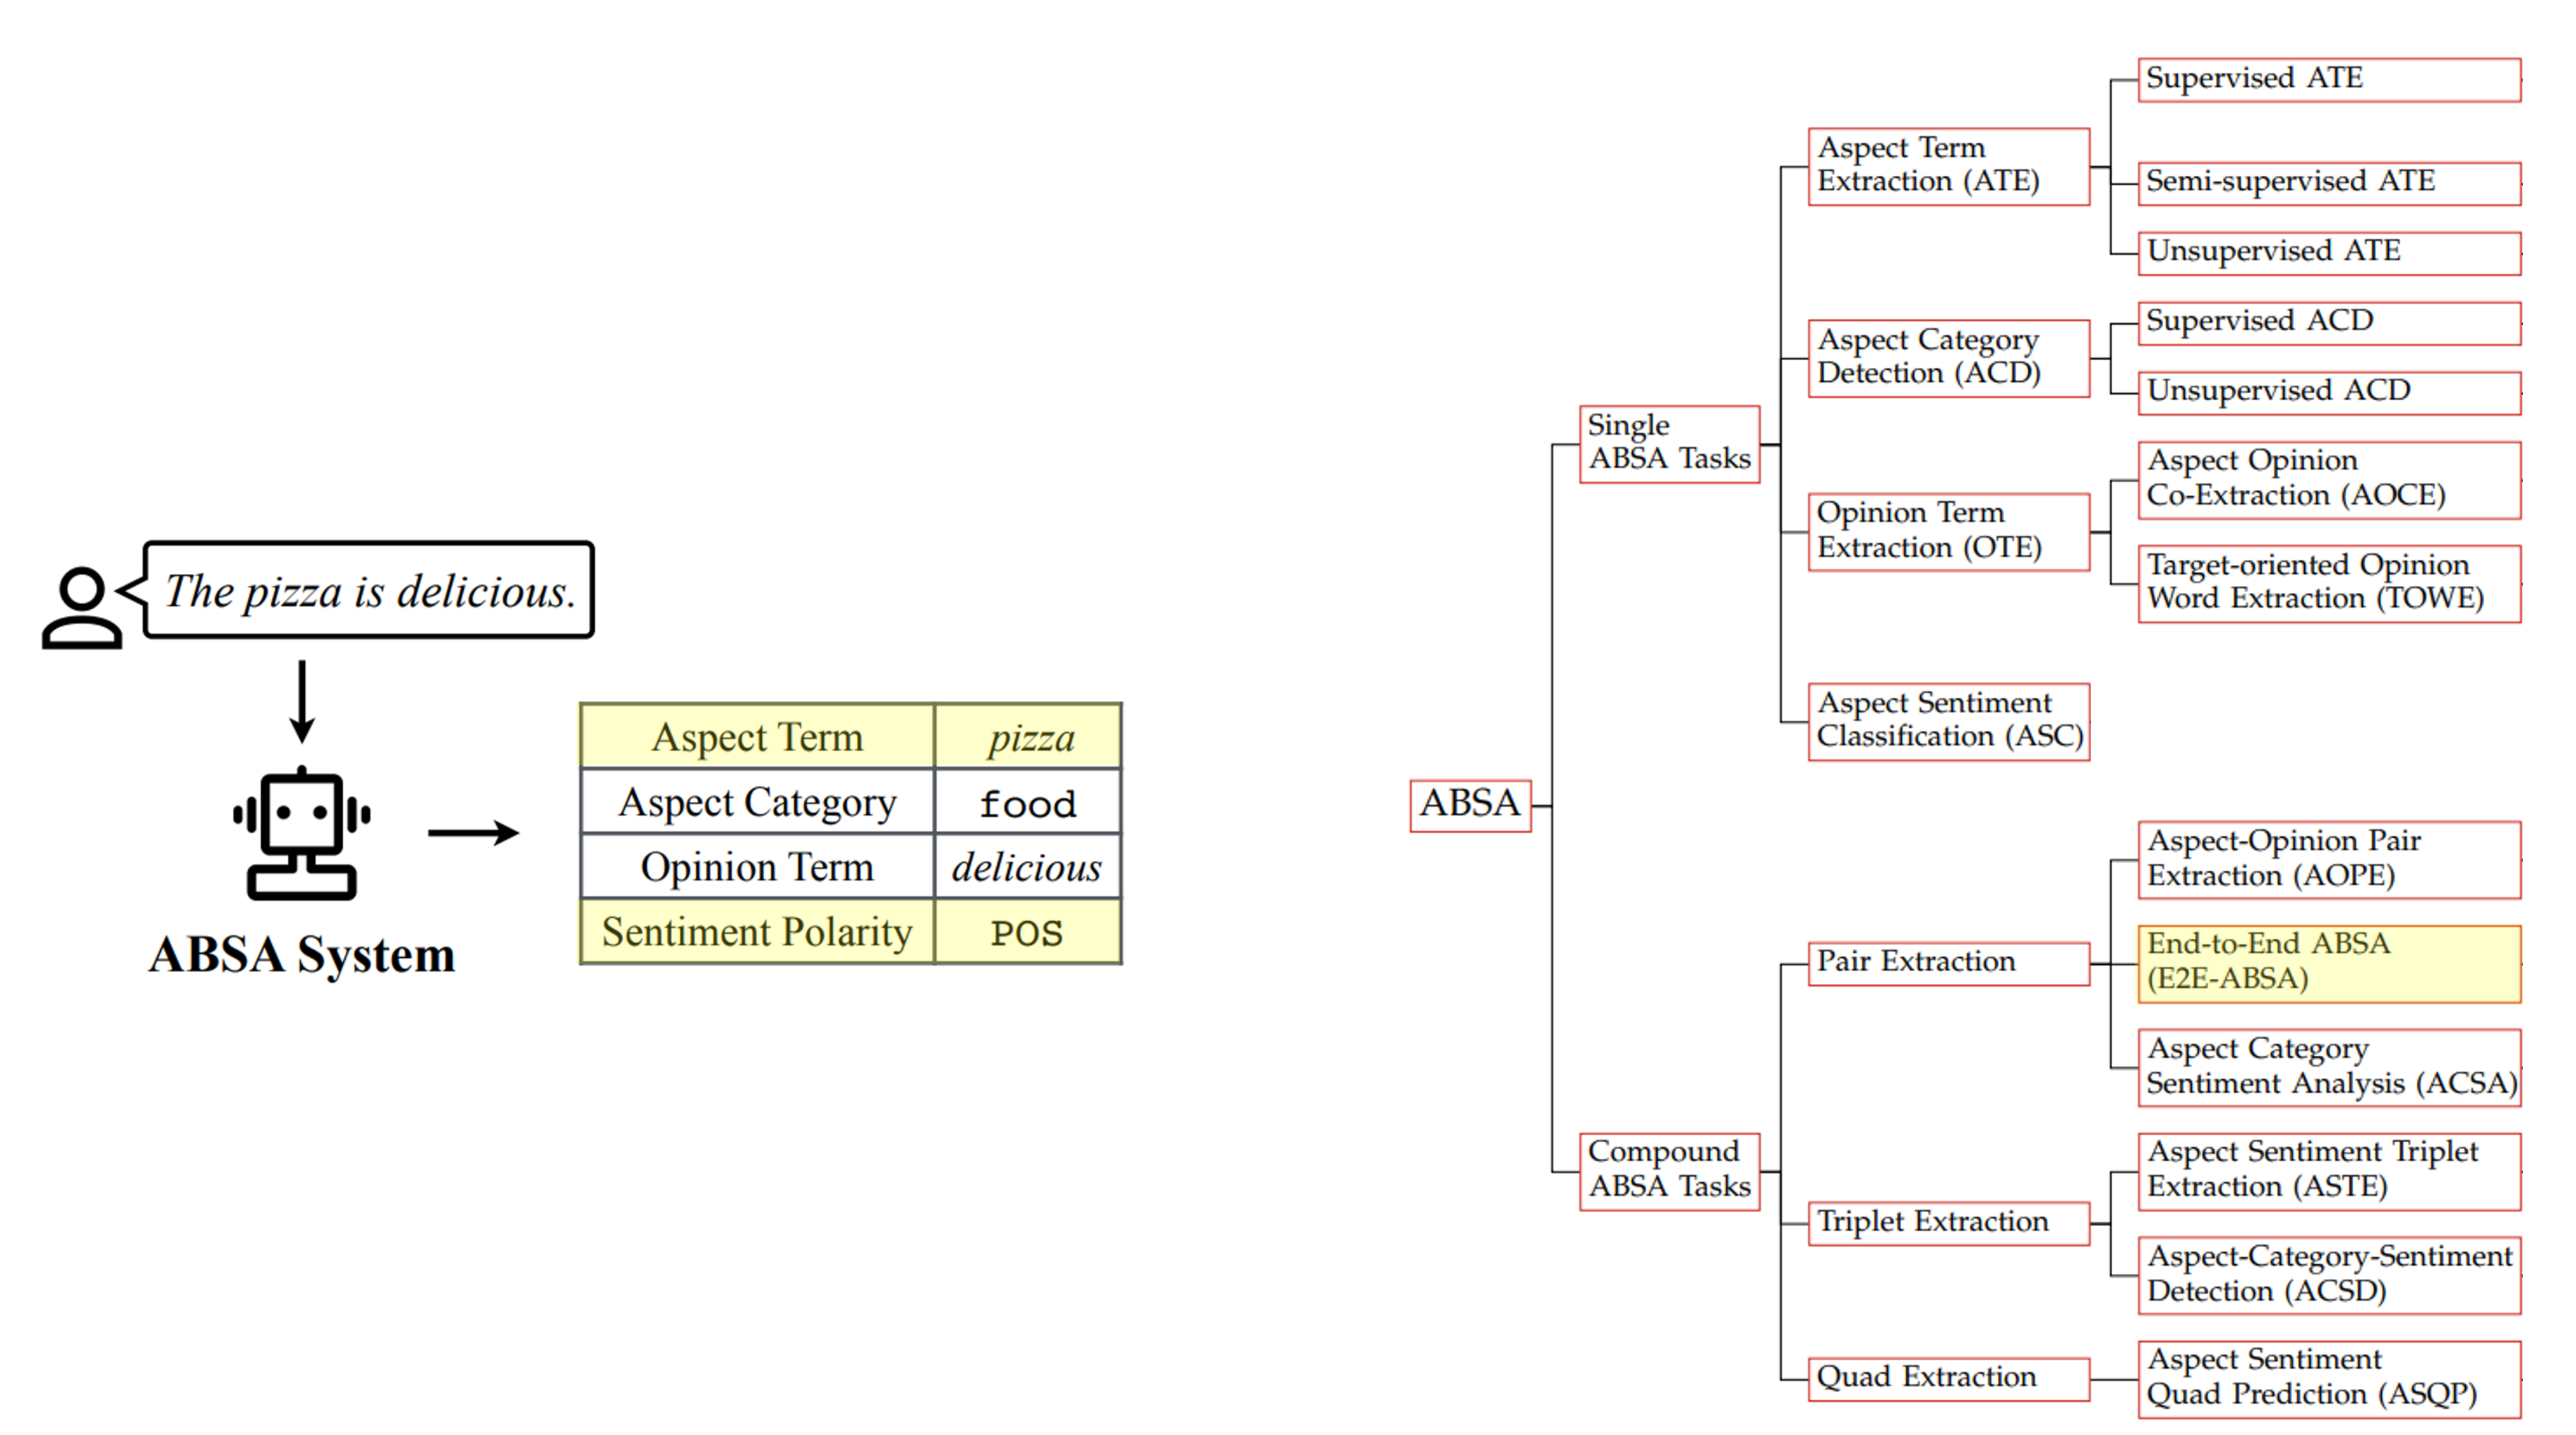 The pizza is delicious.
ABSA System
Aspect Term pizza
Aspect Category food
Opinion Term delicious
Sentiment Polarity POS
ABSA
Single
ABSA Tasks
Aspect Term
Extraction (ATE)
Supervised ATE
Semi-supervised ATE
Unsupervised ATE
Aspect Category
Detection (ACD)
Supervised ACD
Unsupervised ACD
Opinion Term
Extraction (OTE)
Aspect Opinion
Co-Extraction (AOCE)
Target-oriented Opinion
Word Extraction (TOWE)
Aspect Sentiment
Classification (ASC)
Compound
ABSA Tasks
Pair Extraction
Aspect-Opinion Pair
Extraction (AOPE)
End-to-End ABSA
(E2E-ABSA)
Aspect Category
Sentiment Analysis (ACSA)
Triplet Extraction
Aspect Sentiment Triplet
Extraction (ASTE)
Aspect-Category-Sentiment
Detection (ACSD)
Quad Extraction
Aspect Sentiment
Quad Prediction (ASQP)